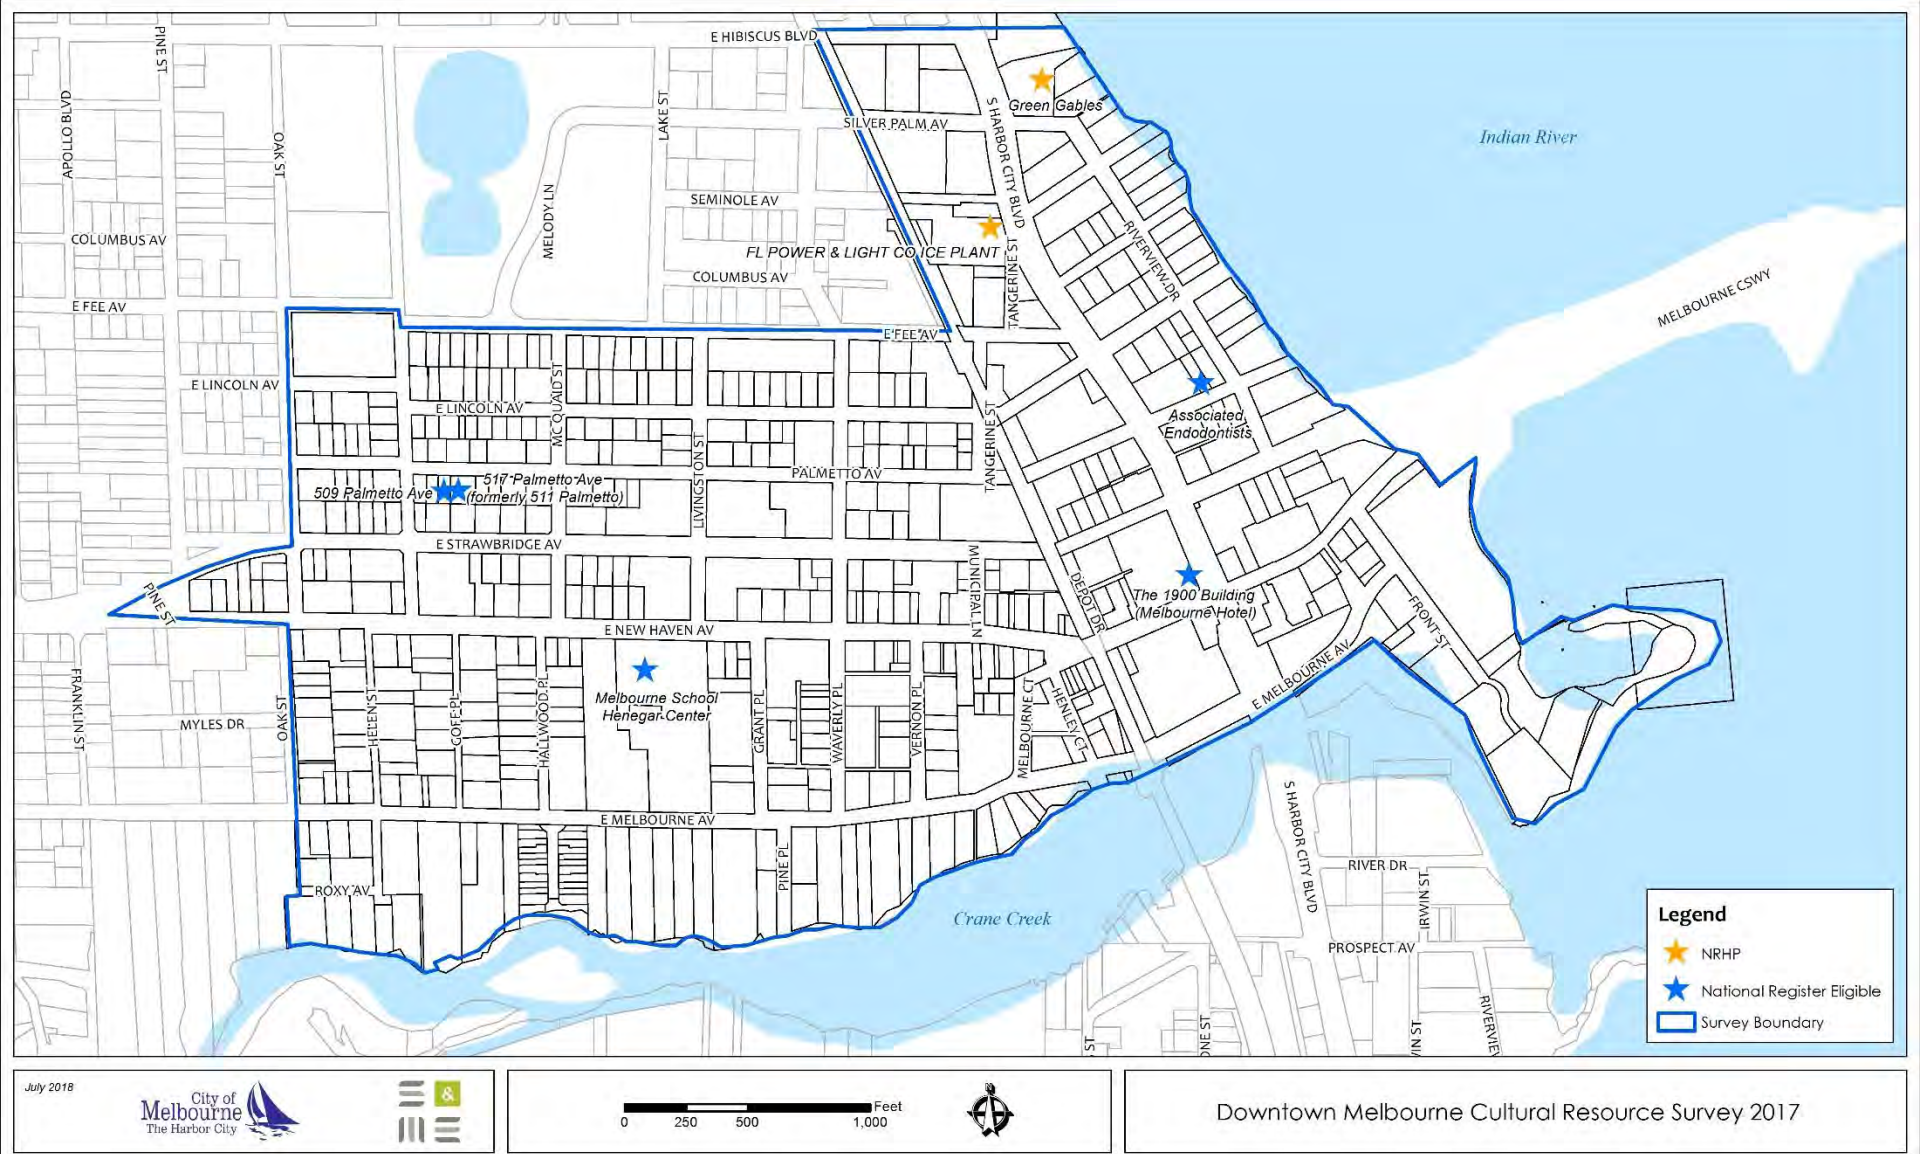 E HIBISCUS BLVD
PINE ST
APOLLO BLVD
OAK ST
LAKE ST
S HARBOR CITY BLVD
Green Gables
SILVER PALM AV
Indian River
MELODY LN
SEMINOLE AV
COLUMBUS AV
RIVERVIEW DR
FL POWER & LIGHT CO ICE PLANT
TANGERINE ST
COLUMBUS AV
MELBOURNE CSWY
E FEE AV
E FEE AV
E LINCOLN AV
MC QUAID ST
E LINCOLN AV
TANGERINE ST
Associated
Endodontists
LIVINGSTON ST
PALMETTO AV
509 Palmetto Ave
517 Palmetto Ave
(formerly 511 Palmetto)
E STRAWBRIDGE AV
MUNICIPAL LN
DEPOT DR
The 1900 Building
(Melbourne Hotel)
PINE ST
FRONT ST
E NEW HAVEN AV
E MELBOURNE AV
Melbourne School
Henegar Center
FRANKLIN ST
MYLES DR
OAK ST
GOFF PL
HALLWOOD PL
GRANT PL
WAVERLY PL
VERNON PL
MELBOURNE CT
HENLEY CT
E MELBOURNE AV
S HARBOR CITY BLVD
PINE PL
ROXY AV
RIVER DR
IRWIN ST
Crane Creek
PROSPECT AV
ST
NE ST
VIN ST
RIVERVIEW
Legend
NRHP
National Register Eligible
Survey Boundary
July 2018
City of
Melbourne
The Harbor City
&
Feet
0 250 500 1,000
Downtown Melbourne Cultural Resource Survey 2017